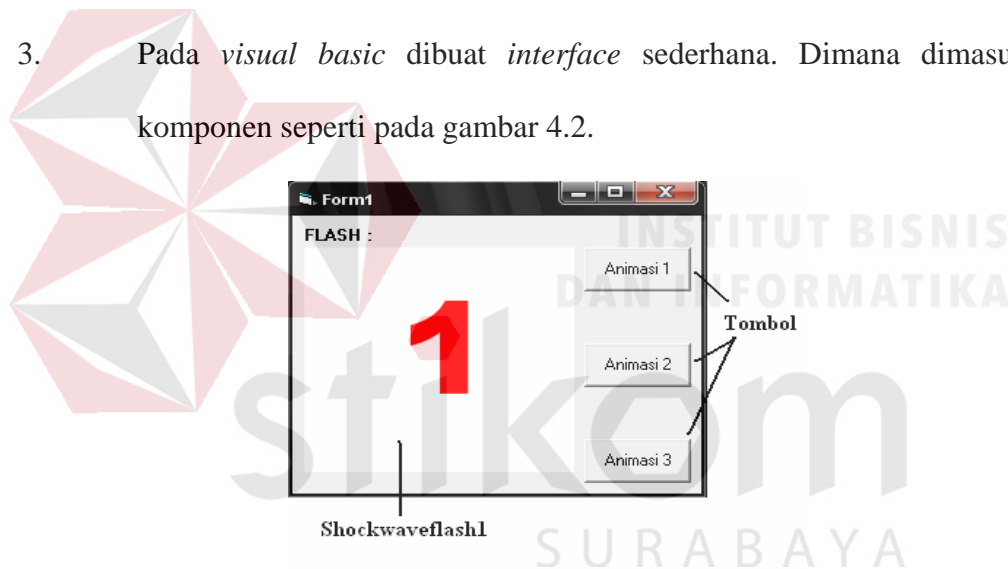 3. Pada visual basic dibuat interface sederhana. Dimana dimasu
komponen seperti pada gambar 4.2.
Form1
FLASH :
INSTITUT BISNIS
Animasi 1
DAN INFORMATIKA
1
Tombol
Animasi 2
stikom
Animasi 3
Shockwaveflash1
SURABAYA